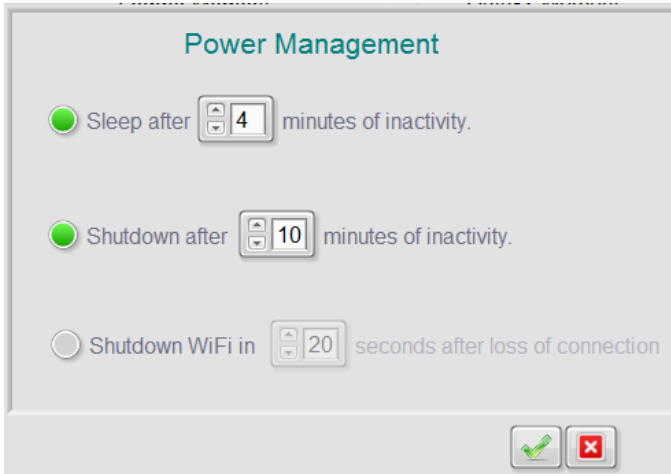 Power Management
Sleep after 4 minutes of inactivity.
Shutdown after 10 minutes of inactivity.
Shutdown WiFi in 20 seconds after loss of connection